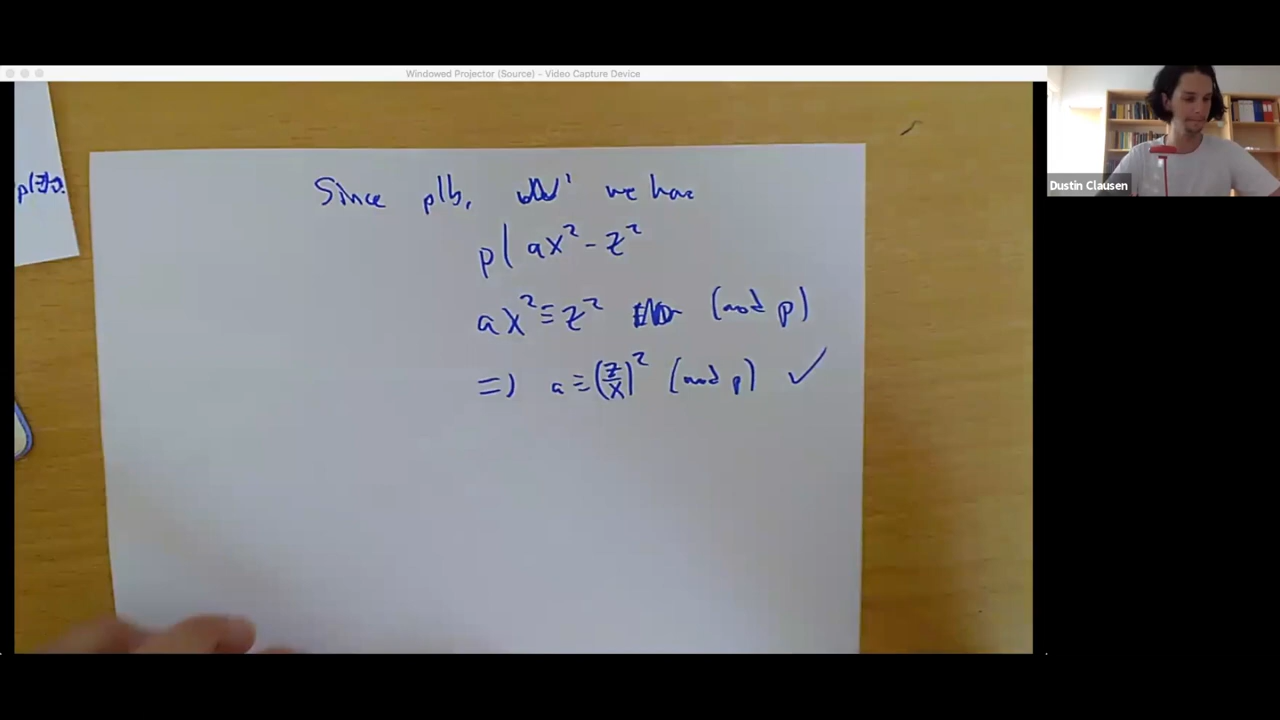 Windowed Projector (Source) - Video Capture Device
Dustin Clausen
Since p|b, we have
p | ax² - z²
ax² ≡ z² (mod p)
=> a ≡ (z/x)² (mod p) ✓